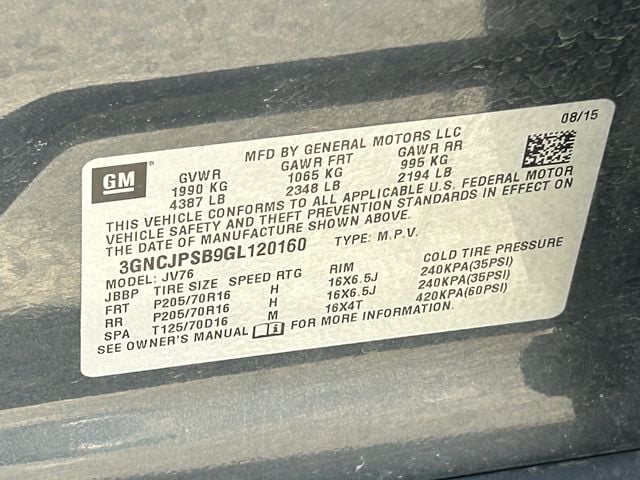 08/15
MFD BY GENERAL MOTORS LLC
GM
GVWR GAWR FRT GAWR RR
1990 KG 1065 KG 995 KG
4387 LB 2348 LB 2194 LB
THIS VEHICLE CONFORMS TO ALL APPLICABLE U.S. FEDERAL MOTOR
VEHICLE SAFETY AND THEFT PREVENTION STANDARDS IN EFFECT ON
THE DATE OF MANUFACTURE SHOWN ABOVE.
3GNCJPSB9GL120160 TYPE: M.P.V.
MODEL: JV76
JBBP TIRE SIZE SPEED RTG RIM COLD TIRE PRESSURE
FRT P205/70R16 H 16X6.5J 240KPA(35PSI)
RR P205/70R16 H 16X6.5J 240KPA(35PSI)
SPA T125/70D16 M 16X4T 420KPA(60PSI)
SEE OWNER'S MANUAL FOR MORE INFORMATION.